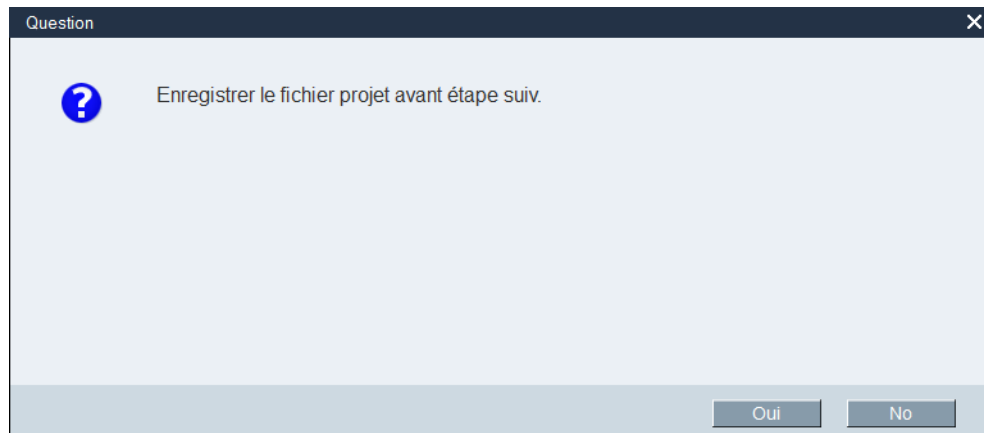 Question
Enregistrer le fichier projet avant étape suiv.
Oui
No